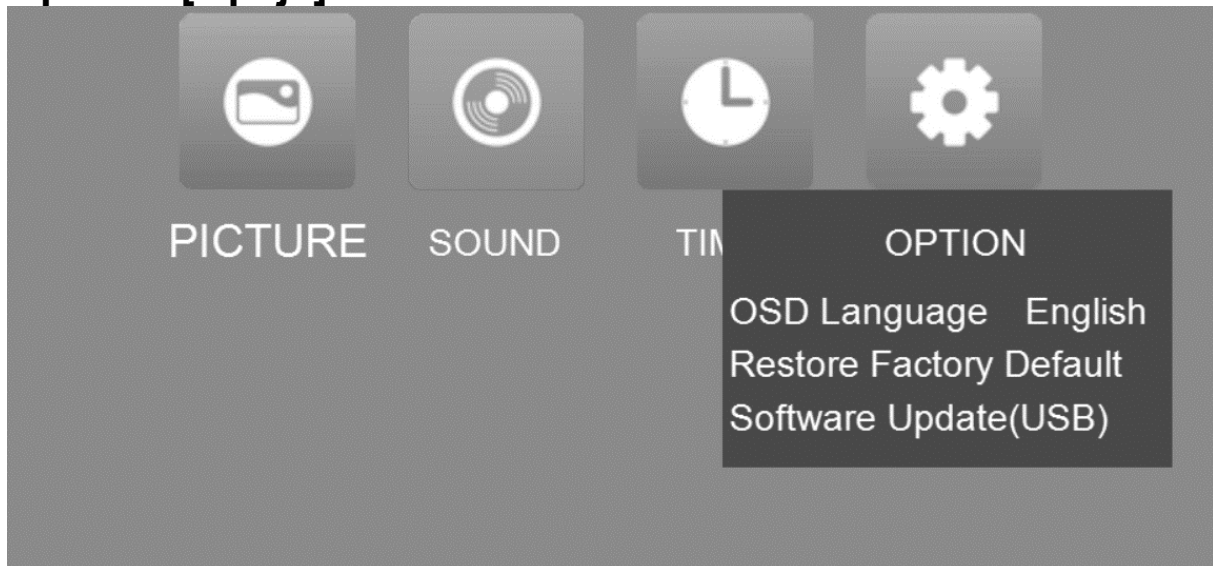 PICTURE
SOUND
TIM
OPTION
OSD Language English
Restore Factory Default
Software Update(USB)